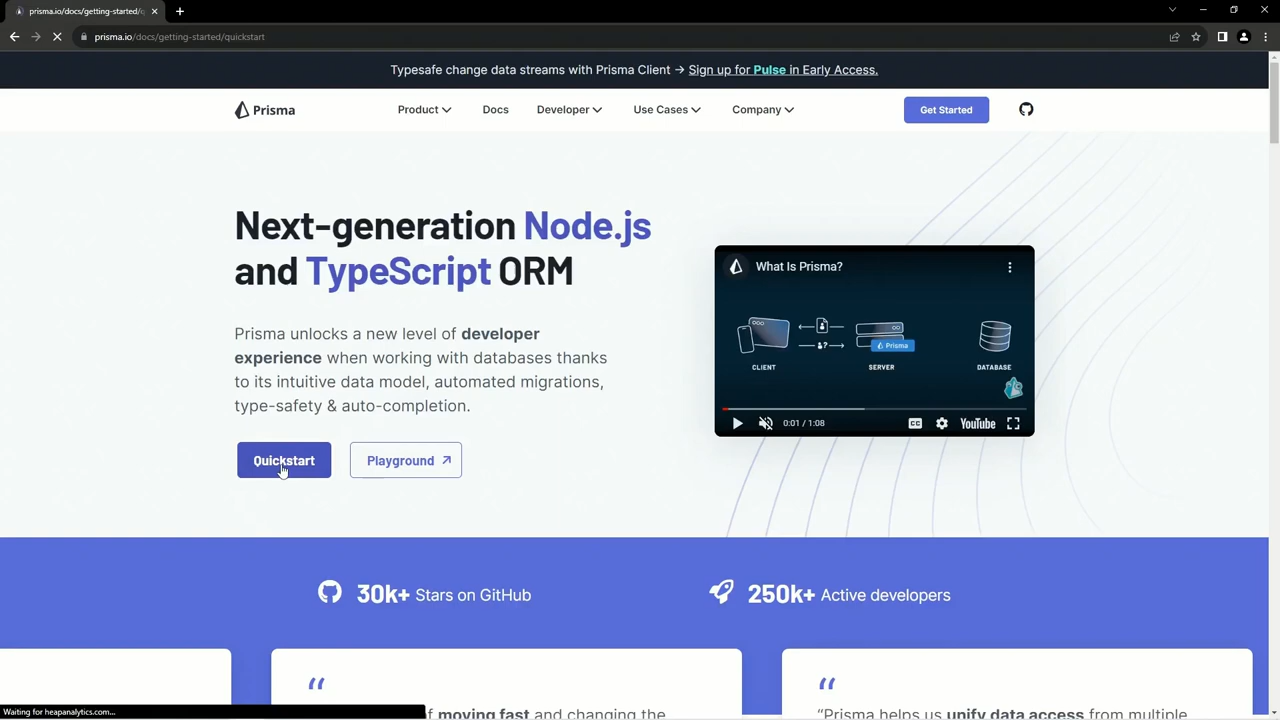 prisma.io/docs/getting-started/q
prisma.io/docs/getting-started/quickstart
Typesafe change data streams with Prisma Client → Sign up for Pulse in Early Access.
Prisma
Product
Docs
Developer
Use Cases
Company
Get Started
Next-generation Node.js
and TypeScript ORM
Prisma unlocks a new level of developer
experience when working with databases thanks
to its intuitive data model, automated migrations,
type-safety & auto-completion.
Quickstart
Playground
What Is Prisma?
Prisma
CLIENT
SERVER
DATABASE
0:01 / 1:08
CC
YouTube
30k+ Stars on GitHub
250k+ Active developers
“
moving fast and changing the
“
“Prisma helps us unify data access from multiple
Waiting for heapanalytics.com...